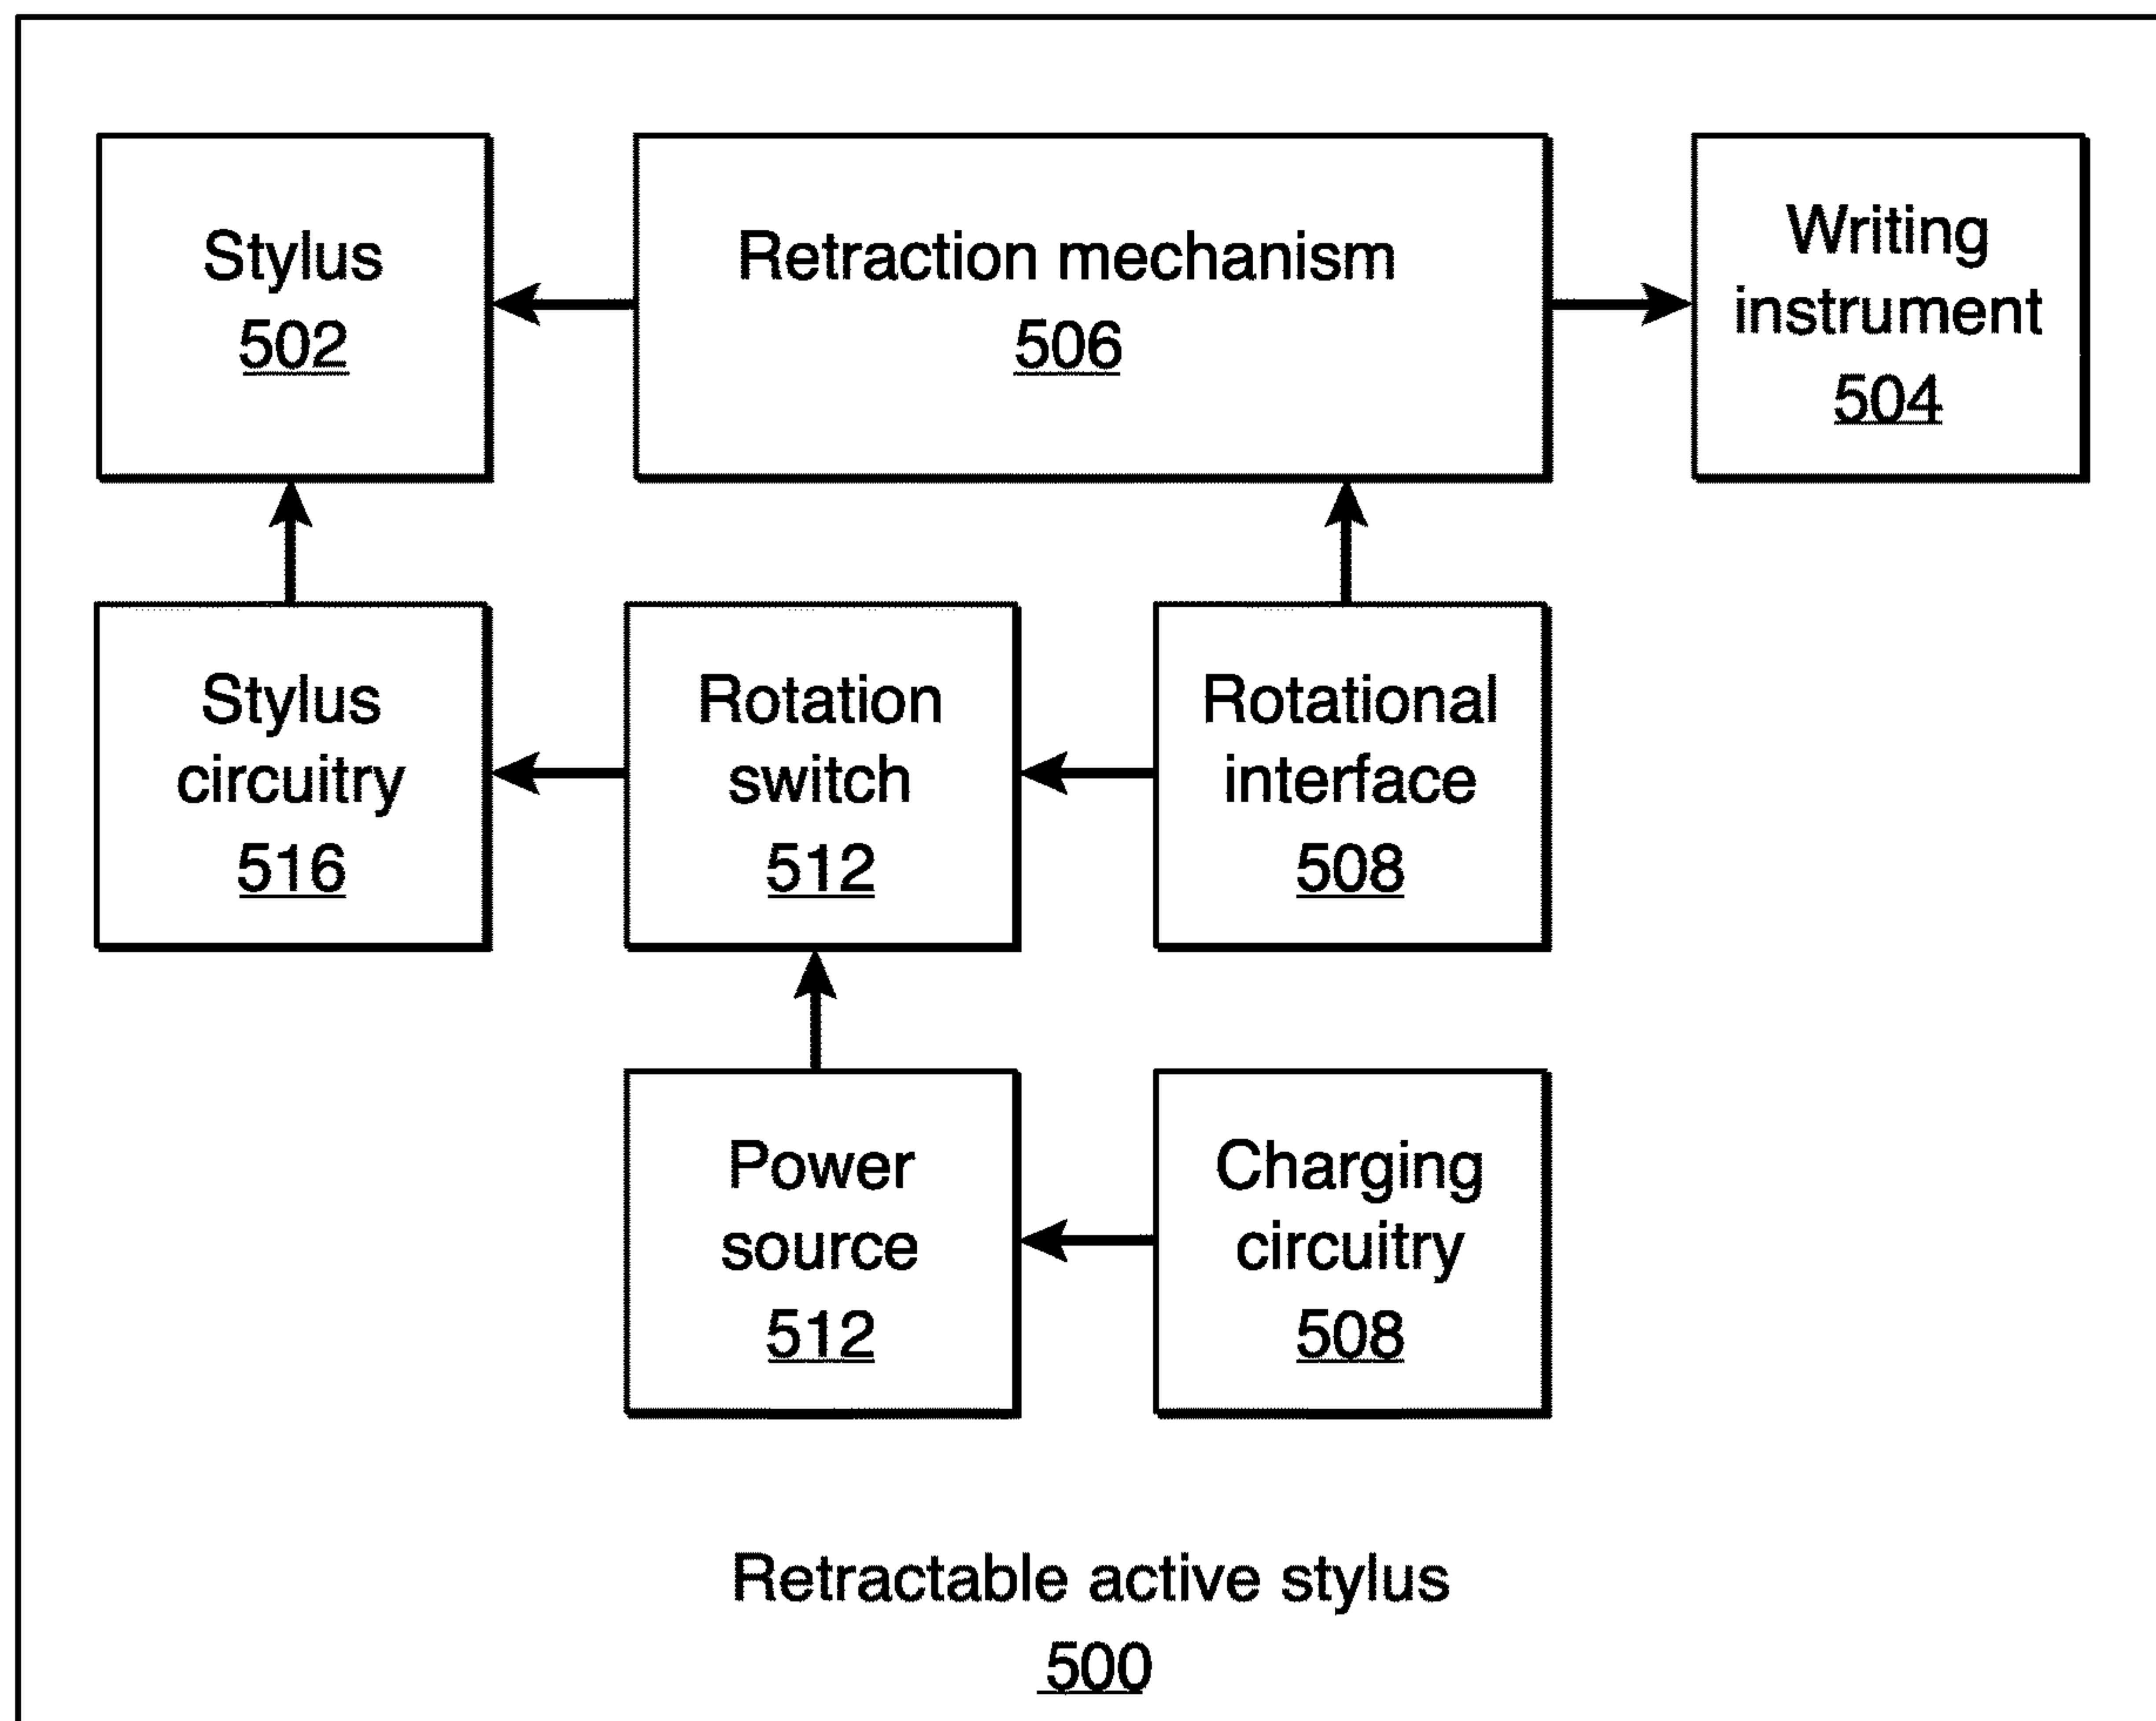 Stylus
502
Retraction mechanism
506
Writing
instrument
504
Stylus
circuitry
516
Rotation
switch
512
Rotational
interface
508
Power
source
512
Charging
circuitry
508
Retractable active stylus
500